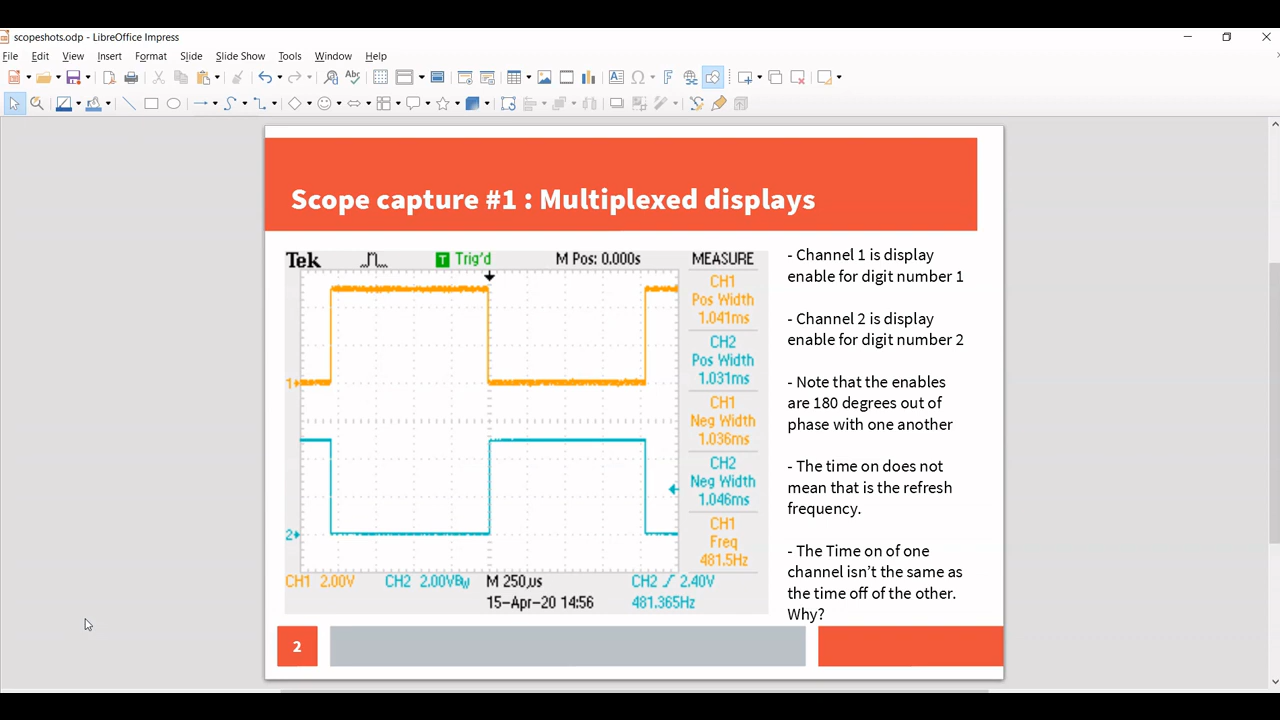 scopeshots.odp - LibreOffice Impress
File Edit View Insert Format Slide Slide Show Tools Window Help
Scope capture #1 : Multiplexed displays
Tek Trig'd M Pos: 0.000s MEASURE
CH1
Pos Width
1.041ms
CH2
Pos Width
1.031ms
CH1
Neg Width
1.036ms
CH2
Neg Width
1.046ms
CH1
Freq
481.5Hz
1
2
CH1 2.00V CH2 2.00VBW M 250µs CH2 2.40V
15-Apr-20 14:56 481.365Hz
- Channel 1 is display
enable for digit number 1
- Channel 2 is display
enable for digit number 2
- Note that the enables
are 180 degrees out of
phase with one another
- The time on does not
mean that is the refresh
frequency.
- The Time on of one
channel isn't the same as
the time off of the other.
Why?
2